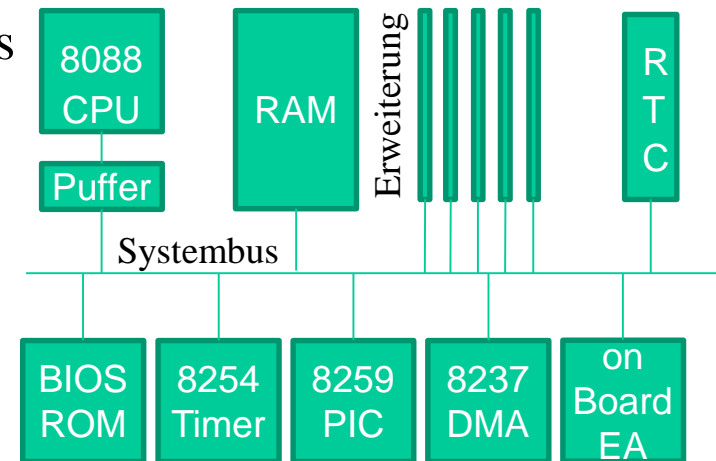 s
8088
CPU
Puffer
RAM
Erweiterung
R
T
C
Systembus
BIOS
ROM
8254
Timer
8259
PIC
8237
DMA
on
Board
EA